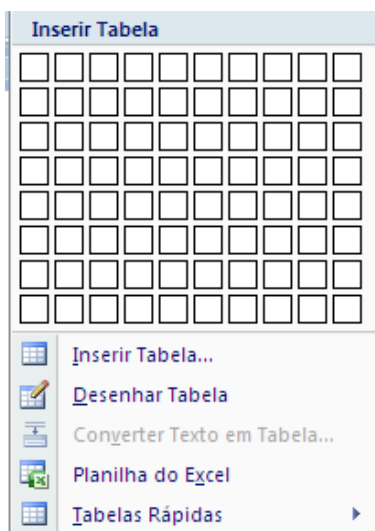 Inserir Tabela
Inserir Tabela...
Desenhar Tabela
Converter Texto em Tabela...
Planilha do Excel
Tabelas Rápidas